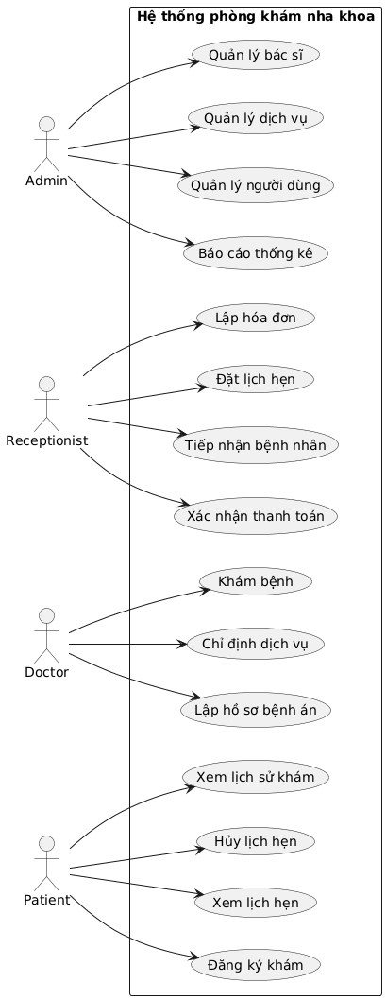 Hệ thống phòng khám nha khoa
Quản lý bác sĩ
Quản lý dịch vụ
Admin
Quản lý người dùng
Báo cáo thống kê
Lập hóa đơn
Đặt lịch hẹn
Receptionist
Tiếp nhận bệnh nhân
Xác nhận thanh toán
Khám bệnh
Chỉ định dịch vụ
Doctor
Lập hồ sơ bệnh án
Xem lịch sử khám
Hủy lịch hẹn
Patient
Xem lịch hẹn
Đăng ký khám